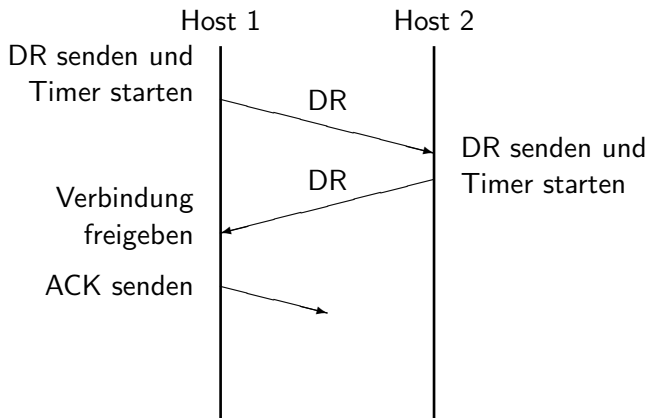 Host 1
Host 2
DR senden und
Timer starten
DR
DR senden und
Timer starten
DR
Verbindung
freigeben
ACK senden